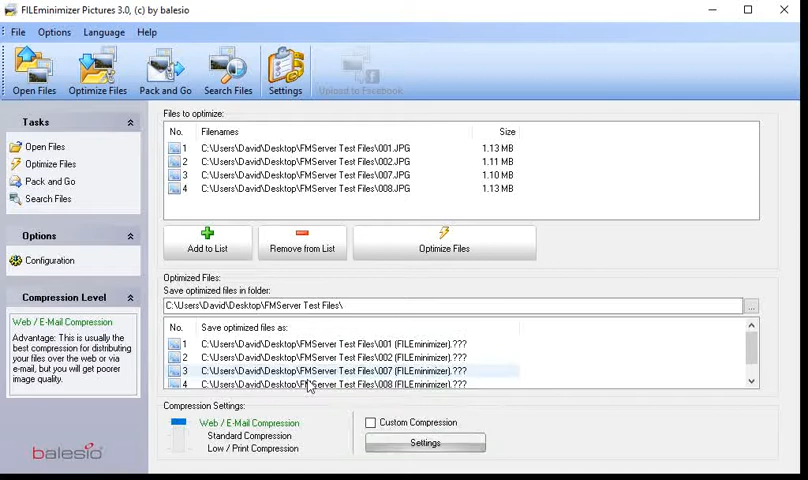 FILEminimizer Pictures 3.0, (c) by balesio
File Options Language Help
Open Files Optimize Files Pack and Go Search Files Settings Upload to Facebook
Tasks
Open Files
Optimize Files
Pack and Go
Search Files
Options
Configuration
Compression Level
Web / E-Mail Compression
Advantage: This is usually the
best compression for distributing
your files over the web or via
e-mail, but you will get poorer
image quality.
balesio
Files to optimize:
No. Filenames Size
1 C:\Users\David\Desktop\FMServer Test Files\001.JPG 1.13 MB
2 C:\Users\David\Desktop\FMServer Test Files\002.JPG 1.11 MB
3 C:\Users\David\Desktop\FMServer Test Files\007.JPG 1.10 MB
4 C:\Users\David\Desktop\FMServer Test Files\008.JPG 1.13 MB
Add to List Remove from List Optimize Files
Optimized Files:
Save optimized files in folder:
C:\Users\David\Desktop\FMServer Test Files\
...
No. Save optimized files as:
1 C:\Users\David\Desktop\FMServer Test Files\001 (FILEminimizer).???
2 C:\Users\David\Desktop\FMServer Test Files\002 (FILEminimizer).???
3 C:\Users\David\Desktop\FMServer Test Files\007 (FILEminimizer).???
4 C:\Users\David\Desktop\FMServer Test Files\008 (FILEminimizer).???
Compression Settings:
Web / E-Mail Compression
Standard Compression
Low / Print Compression
Custom Compression
Settings